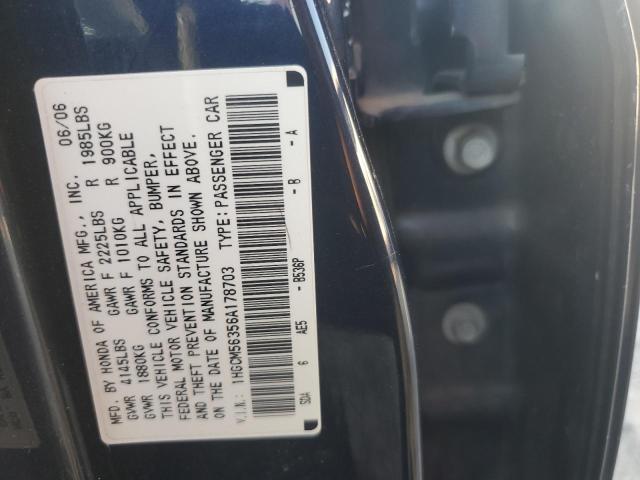 MFD. BY HONDA OF AMERICA MFG., INC. 06/06
GVWR 4145LBS GAWR F 2225LBS R 1985LBS
GVWR 1880KG GAWR F 1010KG R 900KG
THIS VEHICLE CONFORMS TO ALL APPLICABLE
FEDERAL MOTOR VEHICLE SAFETY, BUMPER,
AND THEFT PREVENTION STANDARDS IN EFFECT
ON THE DATE OF MANUFACTURE SHOWN ABOVE.
V.I.N.: 1HGCM56356A178703 TYPE: PASSENGER CAR
SDA 6 AE5 - B536P - B - A